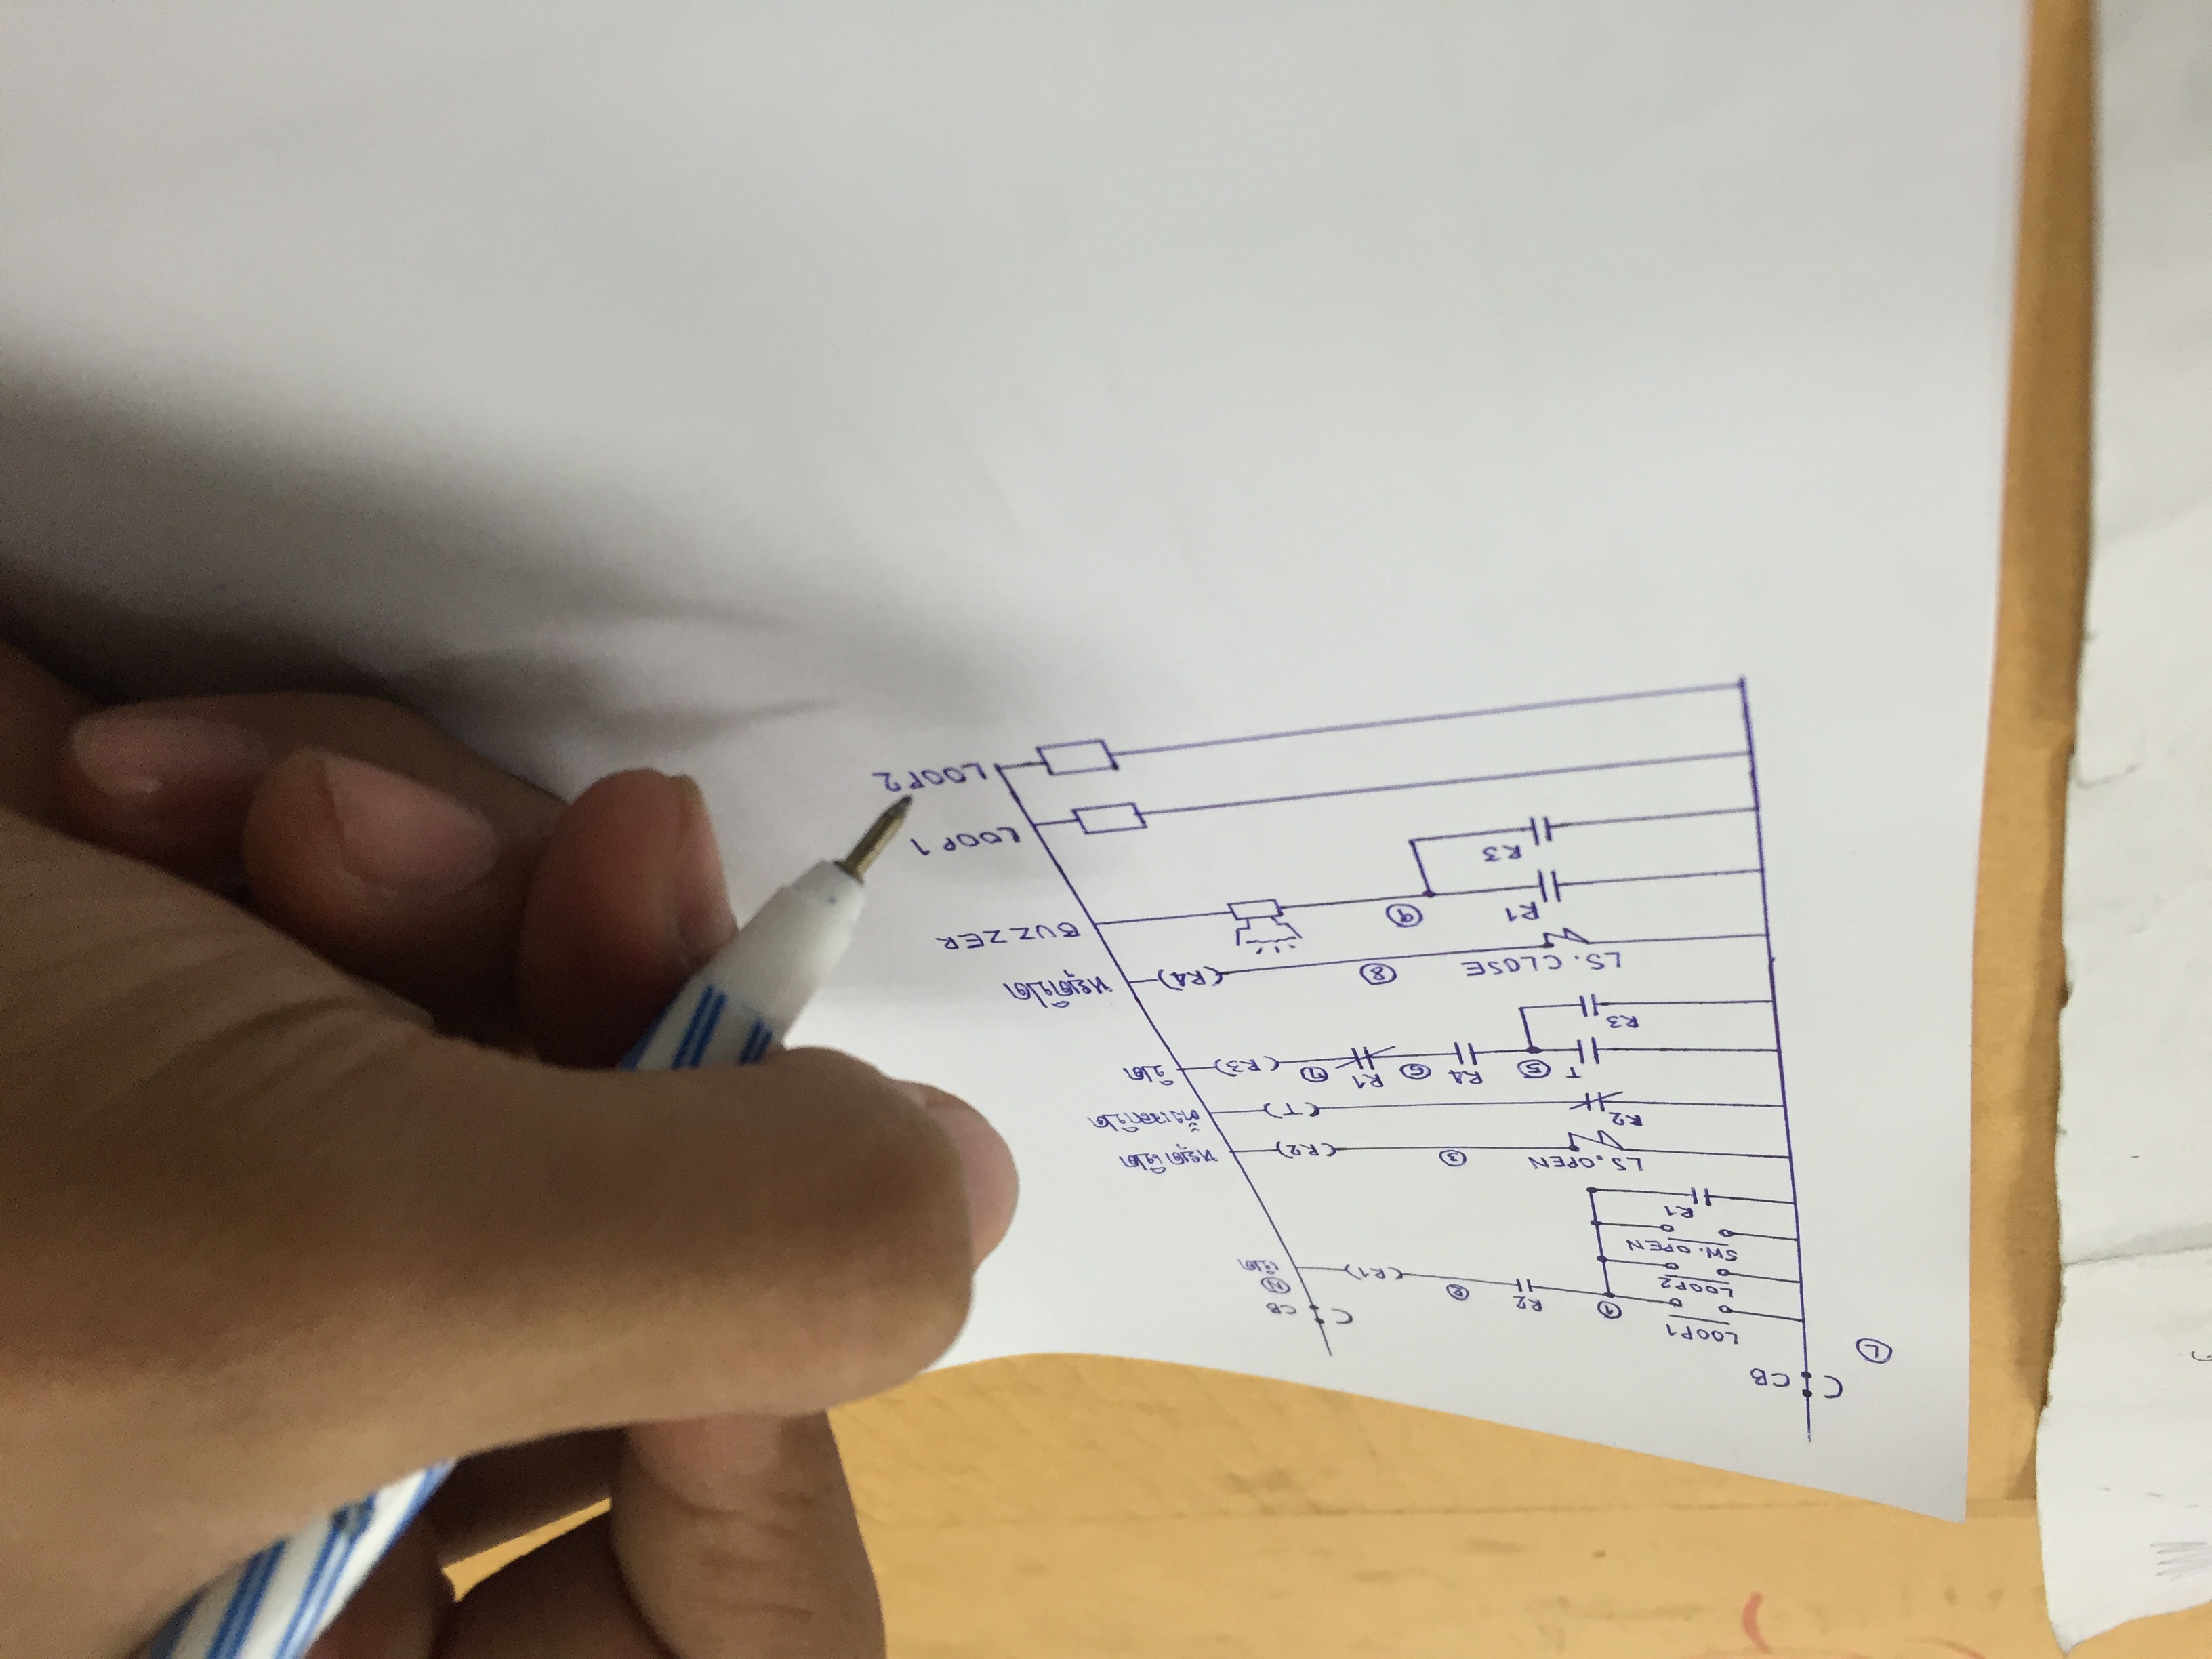 C CB
Ⓛ
LOOP1
C CB
① R2 ② (R1) Ⓝ
เปิด
LOOP2
SW. OPEN
R1
LS. OPEN ③ (R2) หยุดเปิด
R2 (T) ตั้งเวลาปิด
T ⑤ R4 ⑥ R1 ⑦ (R3) ปิด
R3
LS. CLOSE ⑧ (R4) หยุดปิด
R1 ⑨ BUZZER
R3
LOOP 1
LOOP 2